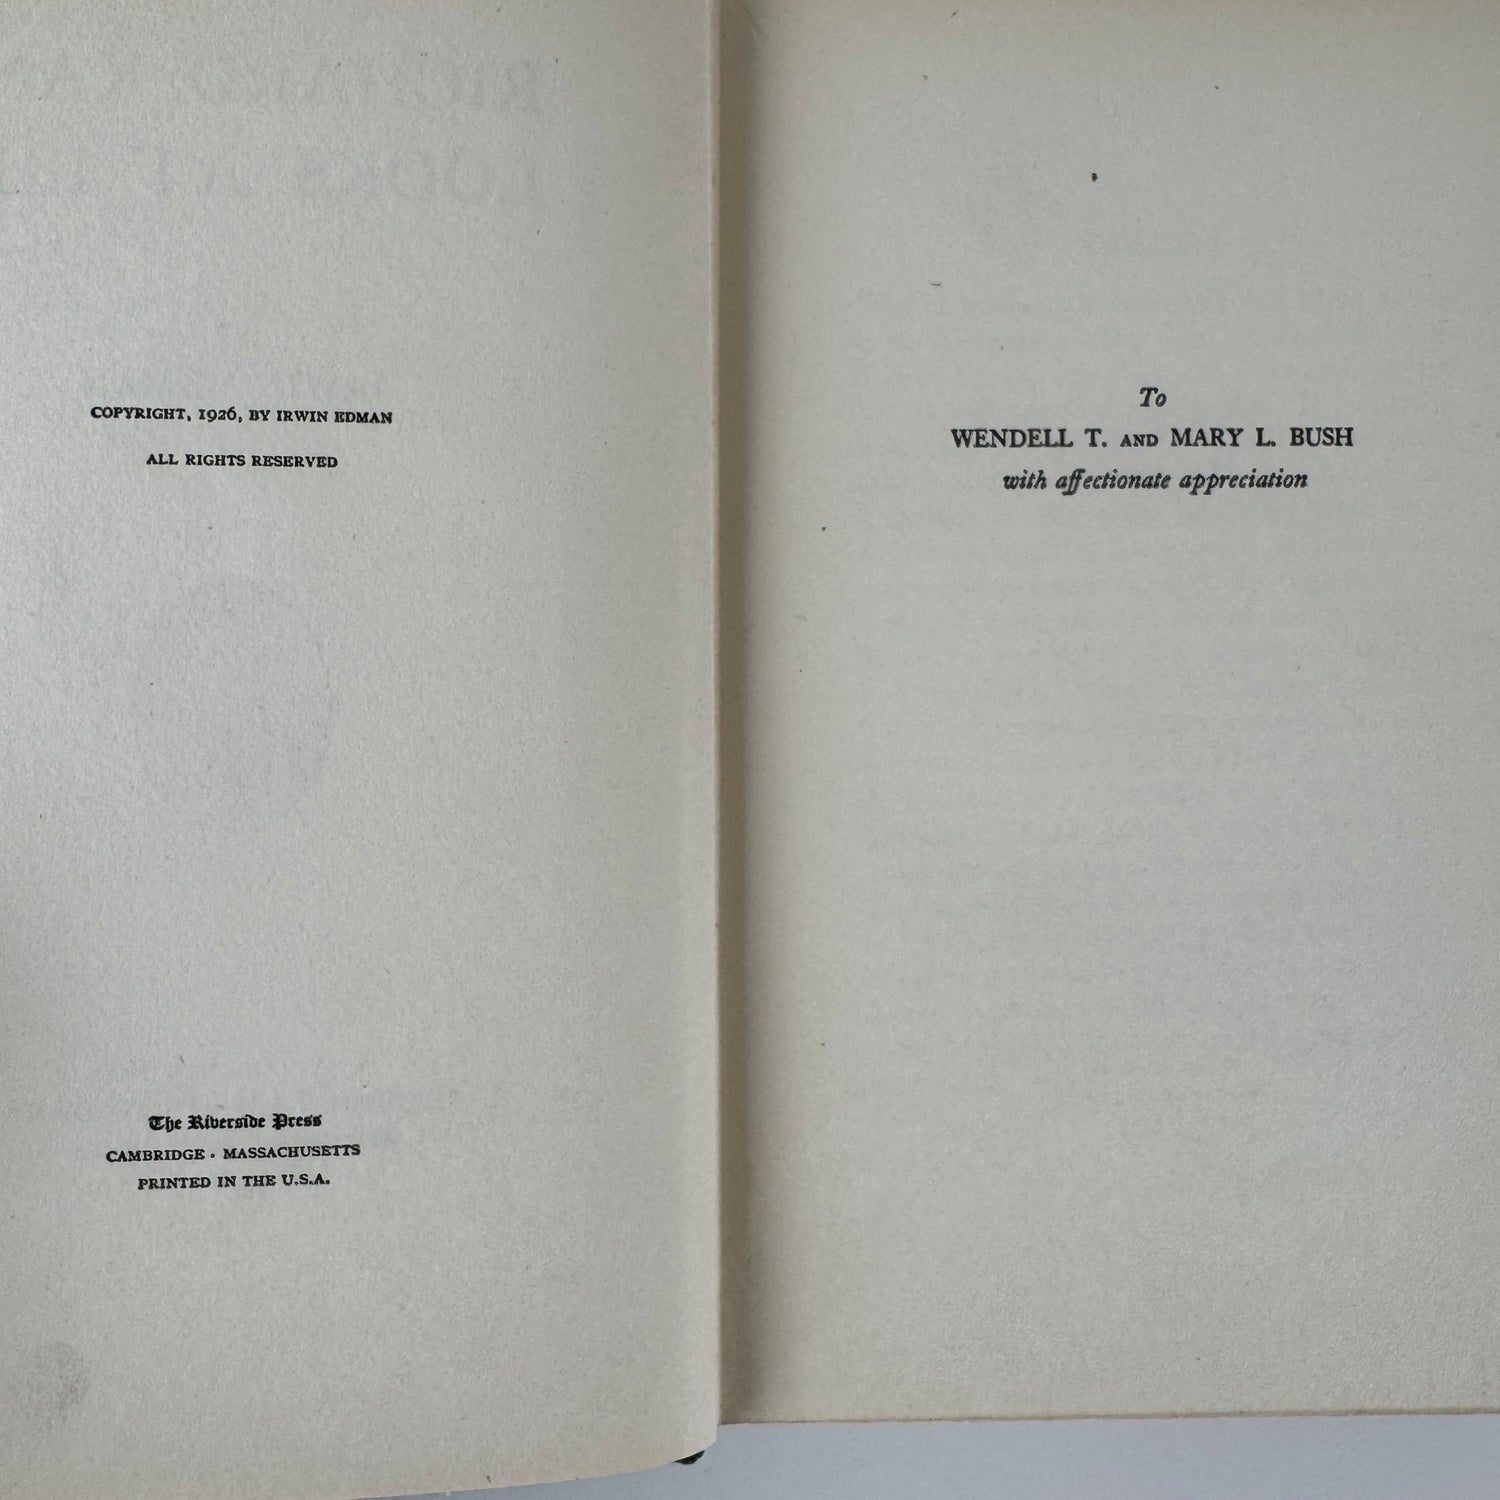 COPYRIGHT, 1926, BY IRWIN EDMAN
ALL RIGHTS RESERVED
The Riverside Press
CAMBRIDGE . MASSACHUSETTS
PRINTED IN THE U.S.A.
To
WENDELL T. AND MARY L. BUSH
with affectionate appreciation